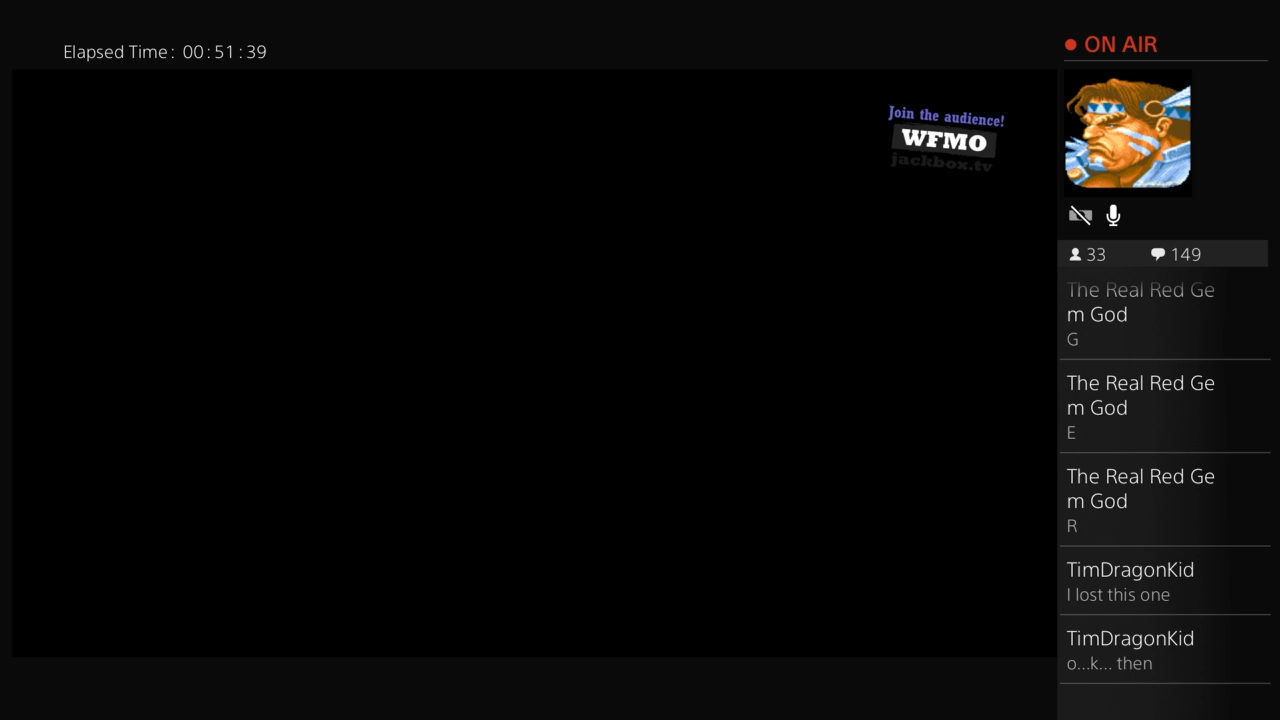 Elapsed Time: 00:51:39
ON AIR
Join the audience!
WFMO
jackbox.tv
33 149
The Real Red Ge
m God
G
The Real Red Ge
m God
E
The Real Red Ge
m God
R
TimDragonKid
I lost this one
TimDragonKid
o...k... then